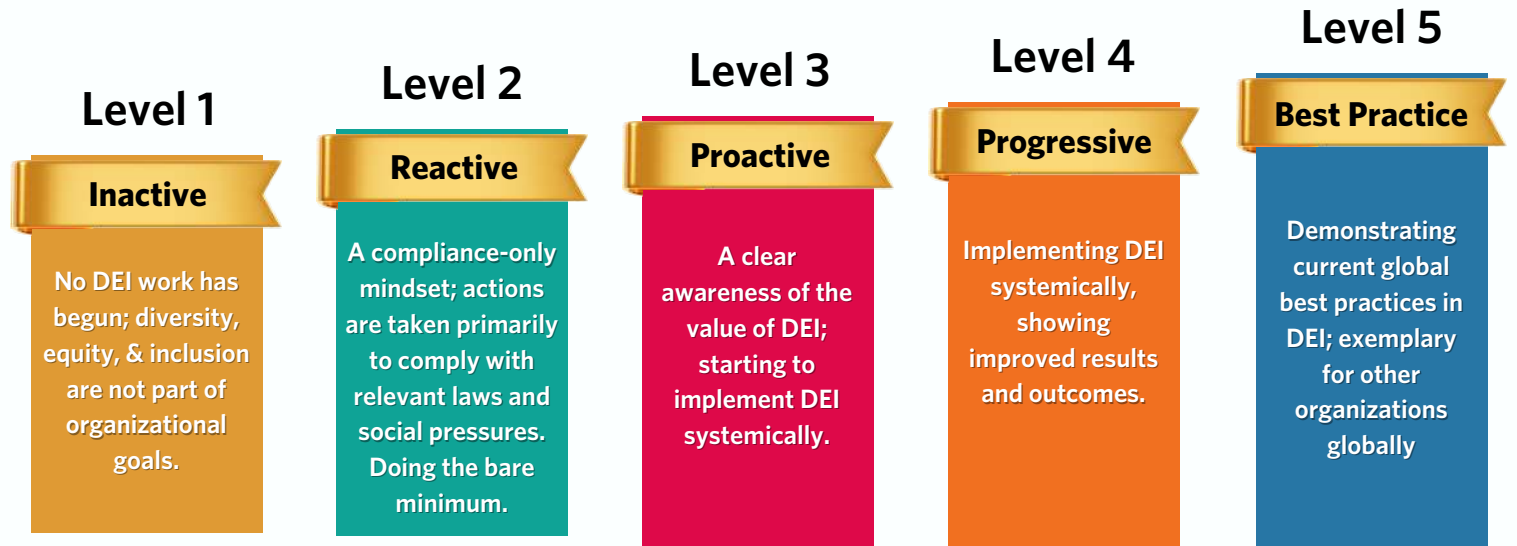 Level 1
Inactive
No DEI work has
begun; diversity,
equity, & inclusion
are not part of
organizational
goals.
Level 2
Reactive
A compliance-only
mindset; actions
are taken primarily
to comply with
relevant laws and
social pressures.
Doing the bare
minimum.
Level 3
Proactive
A clear
awareness of the
value of DEI;
starting to
implement DEI
systemically.
Level 4
Progressive
Implementing DEI
systemically,
showing
improved results
and outcomes.
Level 5
Best Practice
Demonstrating
current global
best practices in
DEI; exemplary
for other
organizations
globally